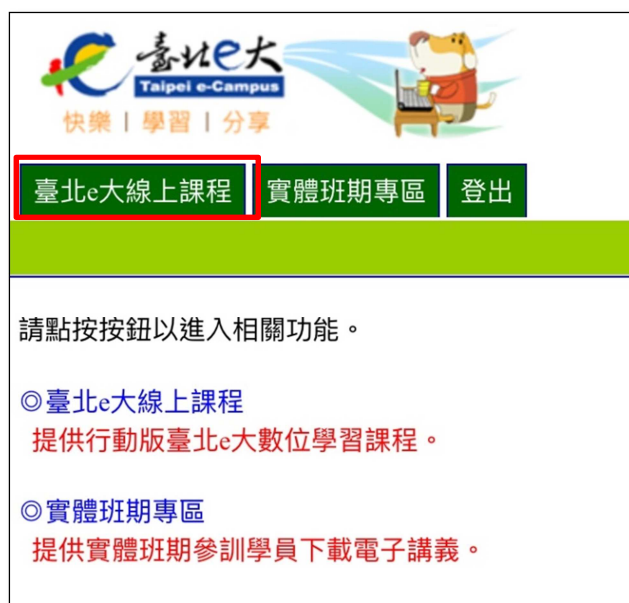 臺北e大
Taipei e-Campus
快樂 | 學習 | 分享
臺北e大線上課程 實體班期專區 登出
請點按按鈕以進入相關功能。
◎臺北e大線上課程
提供行動版臺北e大數位學習課程。
◎實體班期專區
提供實體班期參訓學員下載電子講義。